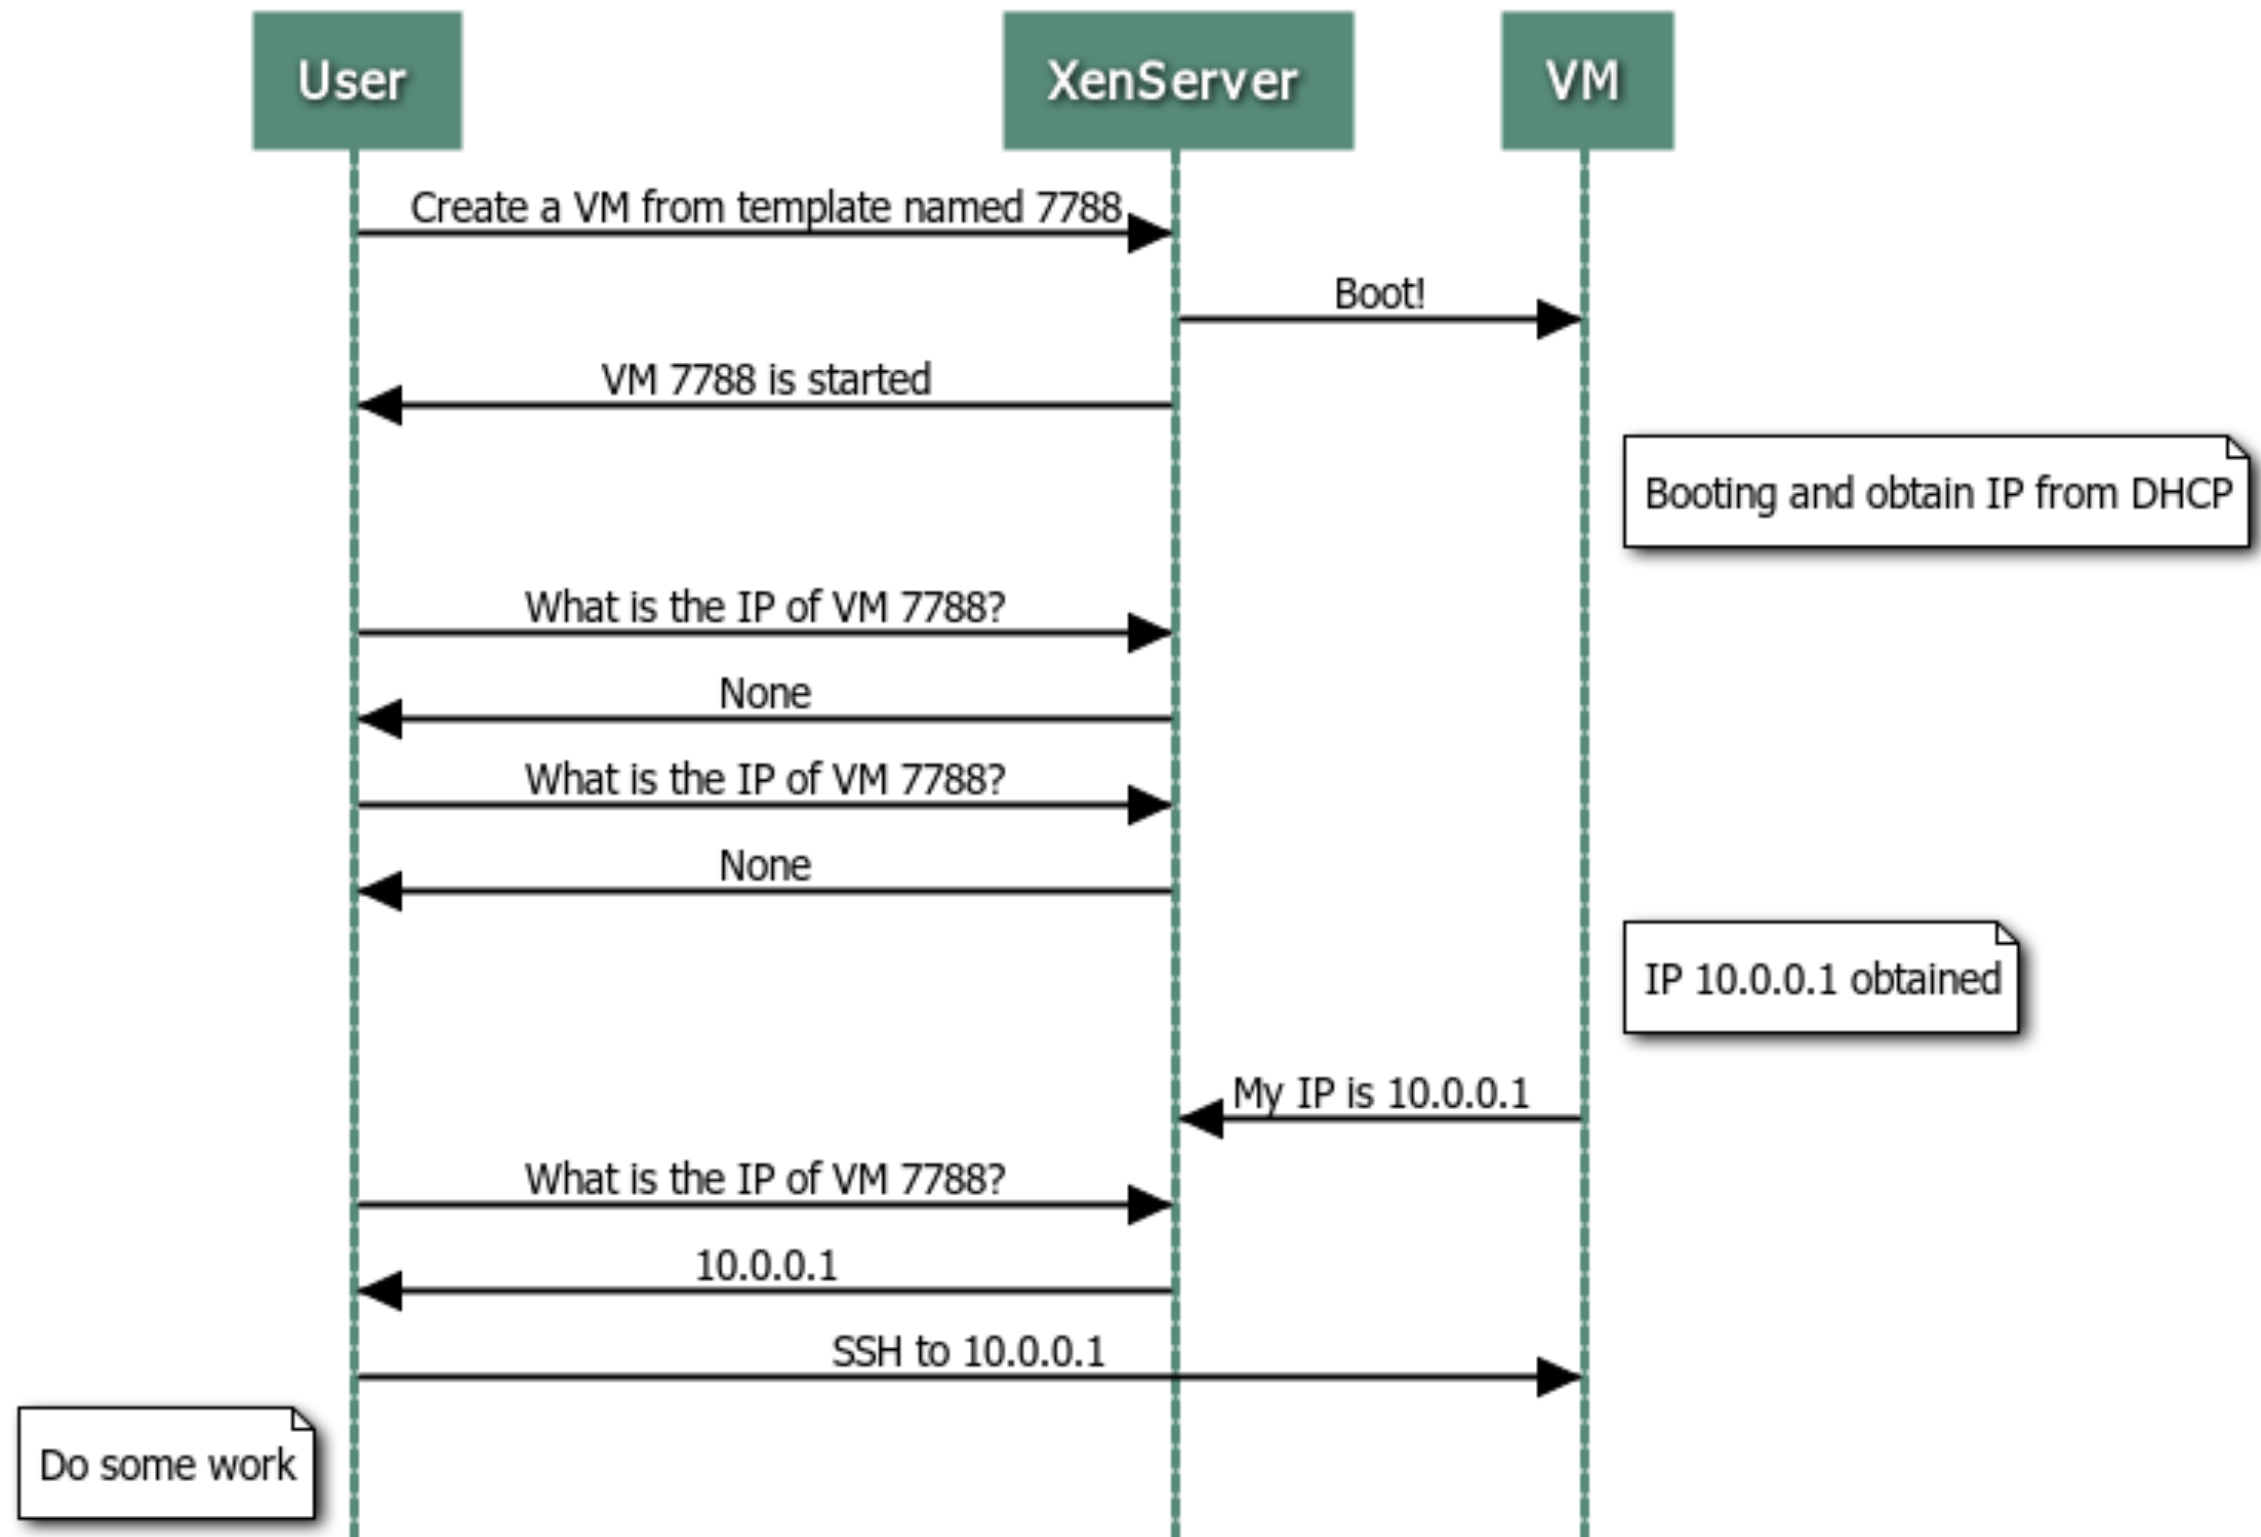 User
XenServer
VM
Create a VM from template named 7788
Boot!
VM 7788 is started
Booting and obtain IP from DHCP
What is the IP of VM 7788?
None
What is the IP of VM 7788?
None
IP 10.0.0.1 obtained
My IP is 10.0.0.1
What is the IP of VM 7788?
10.0.0.1
SSH to 10.0.0.1
Do some work